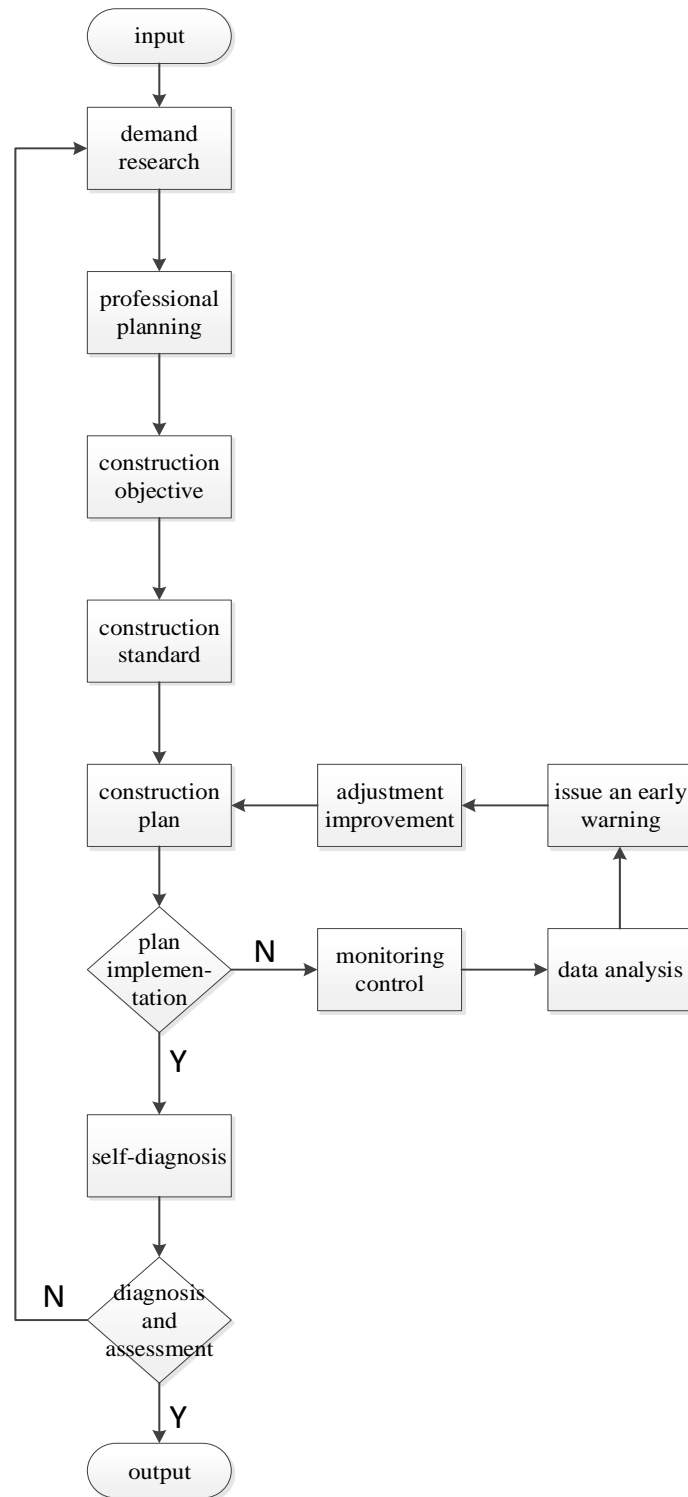 input
demand
research
professional
planning
construction
objective
construction
standard
construction
plan
adjustment
improvement
issue an early
warning
plan
implemen-
tation
N
monitoring
control
data analysis
Y
self-diagnosis
N
diagnosis
and
assessment
Y
output